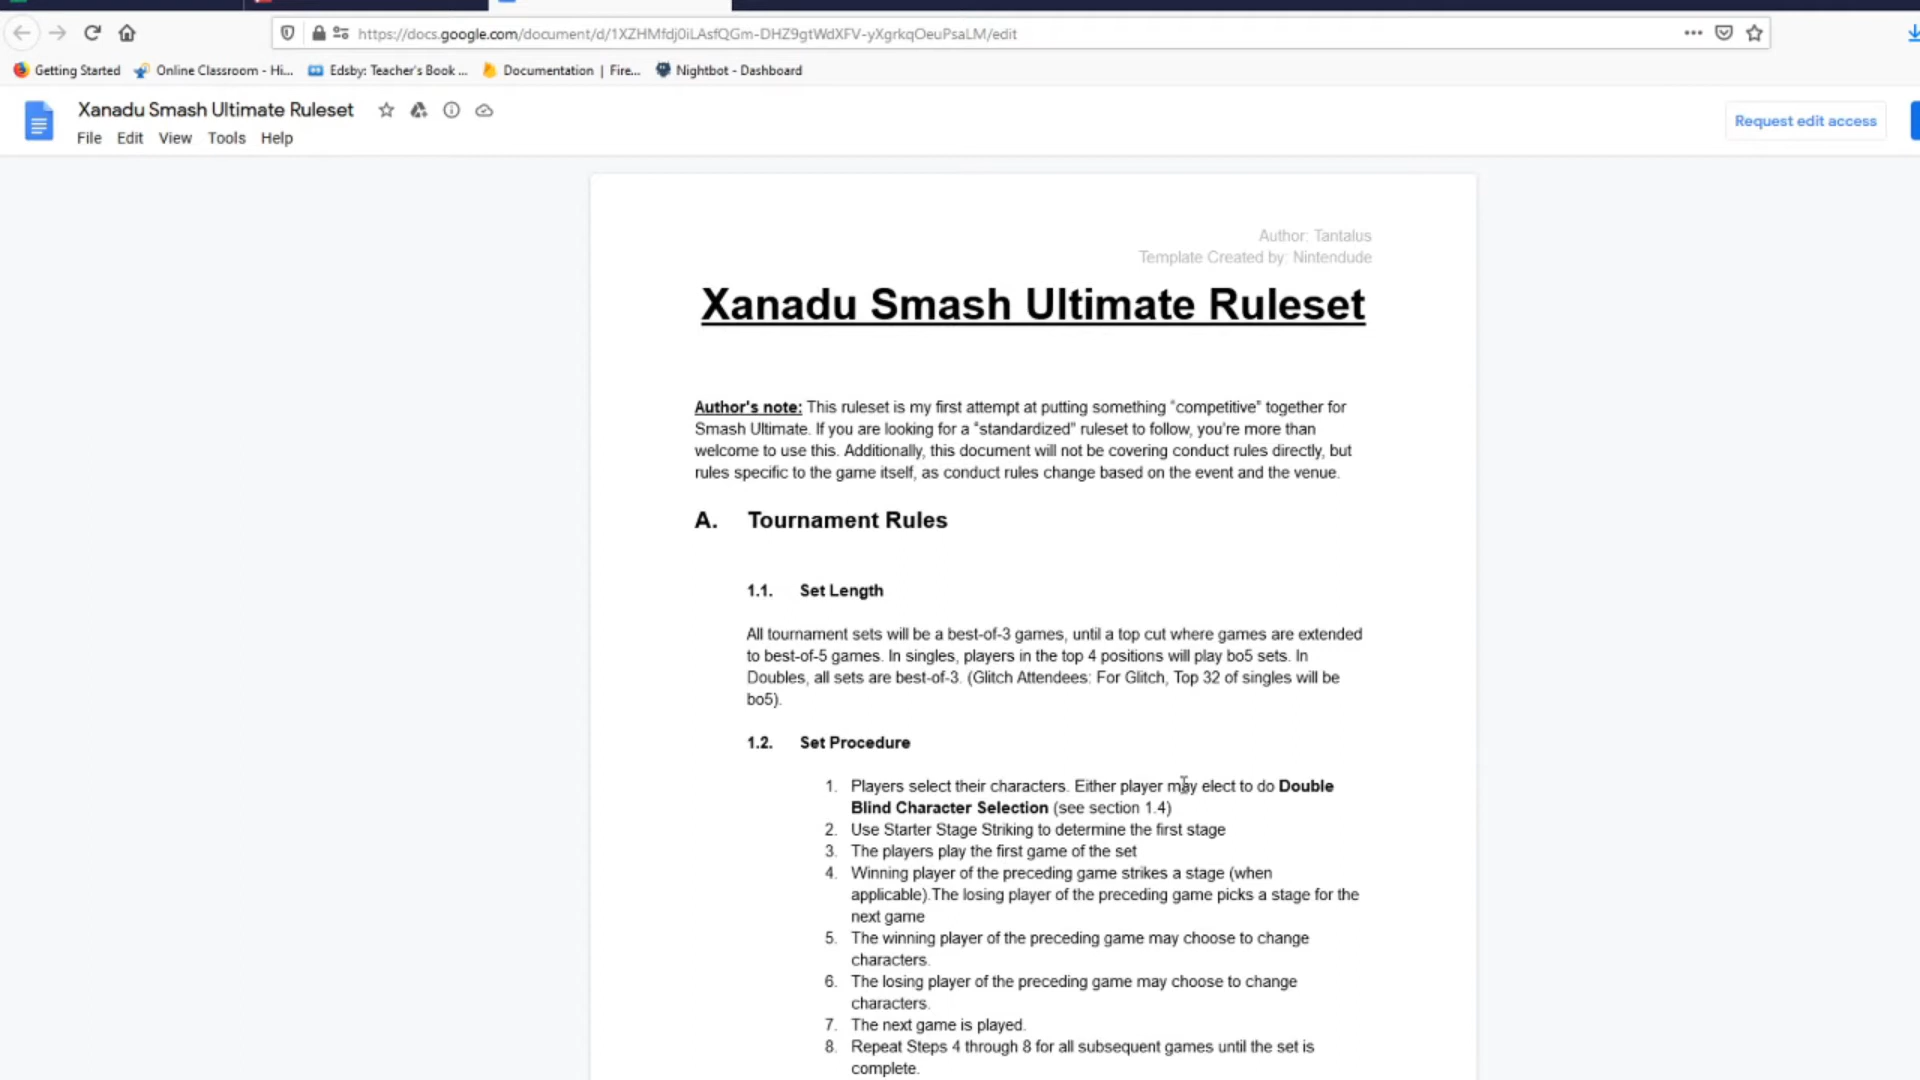 https://docs.google.com/document/d/1XZHMfdj0iLAsfQGm-DHZ9gtWdXFV-yXgrkqOeuPsaLM/edit
Getting Started Online Classroom - Hi... Edsby: Teacher's Book ... Documentation | Fire... Nightbot - Dashboard
Xanadu Smash Ultimate Ruleset
File Edit View Tools Help
Request edit access
Author: Tantalus
Template Created by: Nintendude
Xanadu Smash Ultimate Ruleset
Author's note: This ruleset is my first attempt at putting something “competitive” together for
Smash Ultimate. If you are looking for a “standardized” ruleset to follow, you’re more than
welcome to use this. Additionally, this document will not be covering conduct rules directly, but
rules specific to the game itself, as conduct rules change based on the event and the venue.
A. Tournament Rules
1.1. Set Length
All tournament sets will be a best-of-3 games, until a top cut where games are extended
to best-of-5 games. In singles, players in the top 4 positions will play bo5 sets. In
Doubles, all sets are best-of-3. (Glitch Attendees: For Glitch, Top 32 of singles will be
bo5).
1.2. Set Procedure
1. Players select their characters. Either player may elect to do Double
Blind Character Selection (see section 1.4)
2. Use Starter Stage Striking to determine the first stage
3. The players play the first game of the set
4. Winning player of the preceding game strikes a stage (when
applicable).The losing player of the preceding game picks a stage for the
next game
5. The winning player of the preceding game may choose to change
characters.
6. The losing player of the preceding game may choose to change
characters.
7. The next game is played.
8. Repeat Steps 4 through 8 for all subsequent games until the set is
complete.